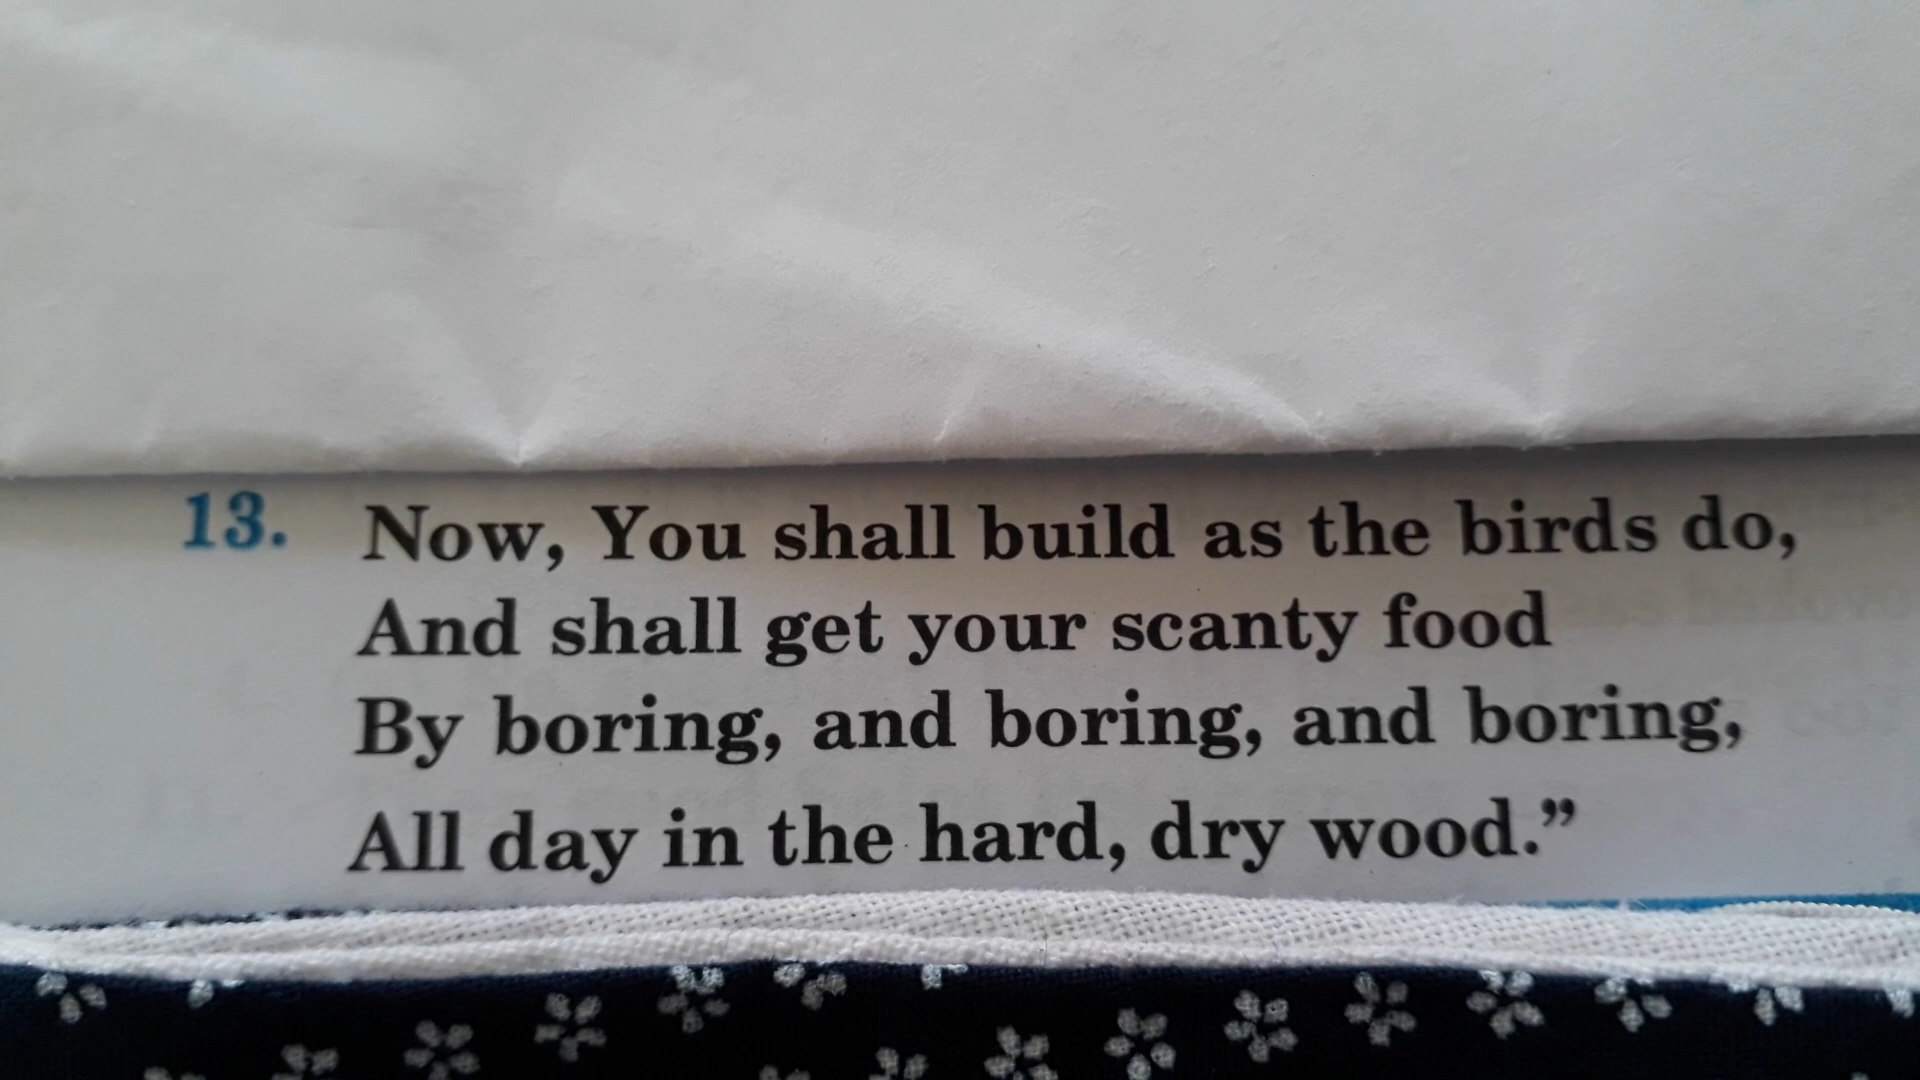 13. Now, You shall build as the birds do,
And shall get your scanty food
By boring, and boring, and boring,
All day in the hard, dry wood.”